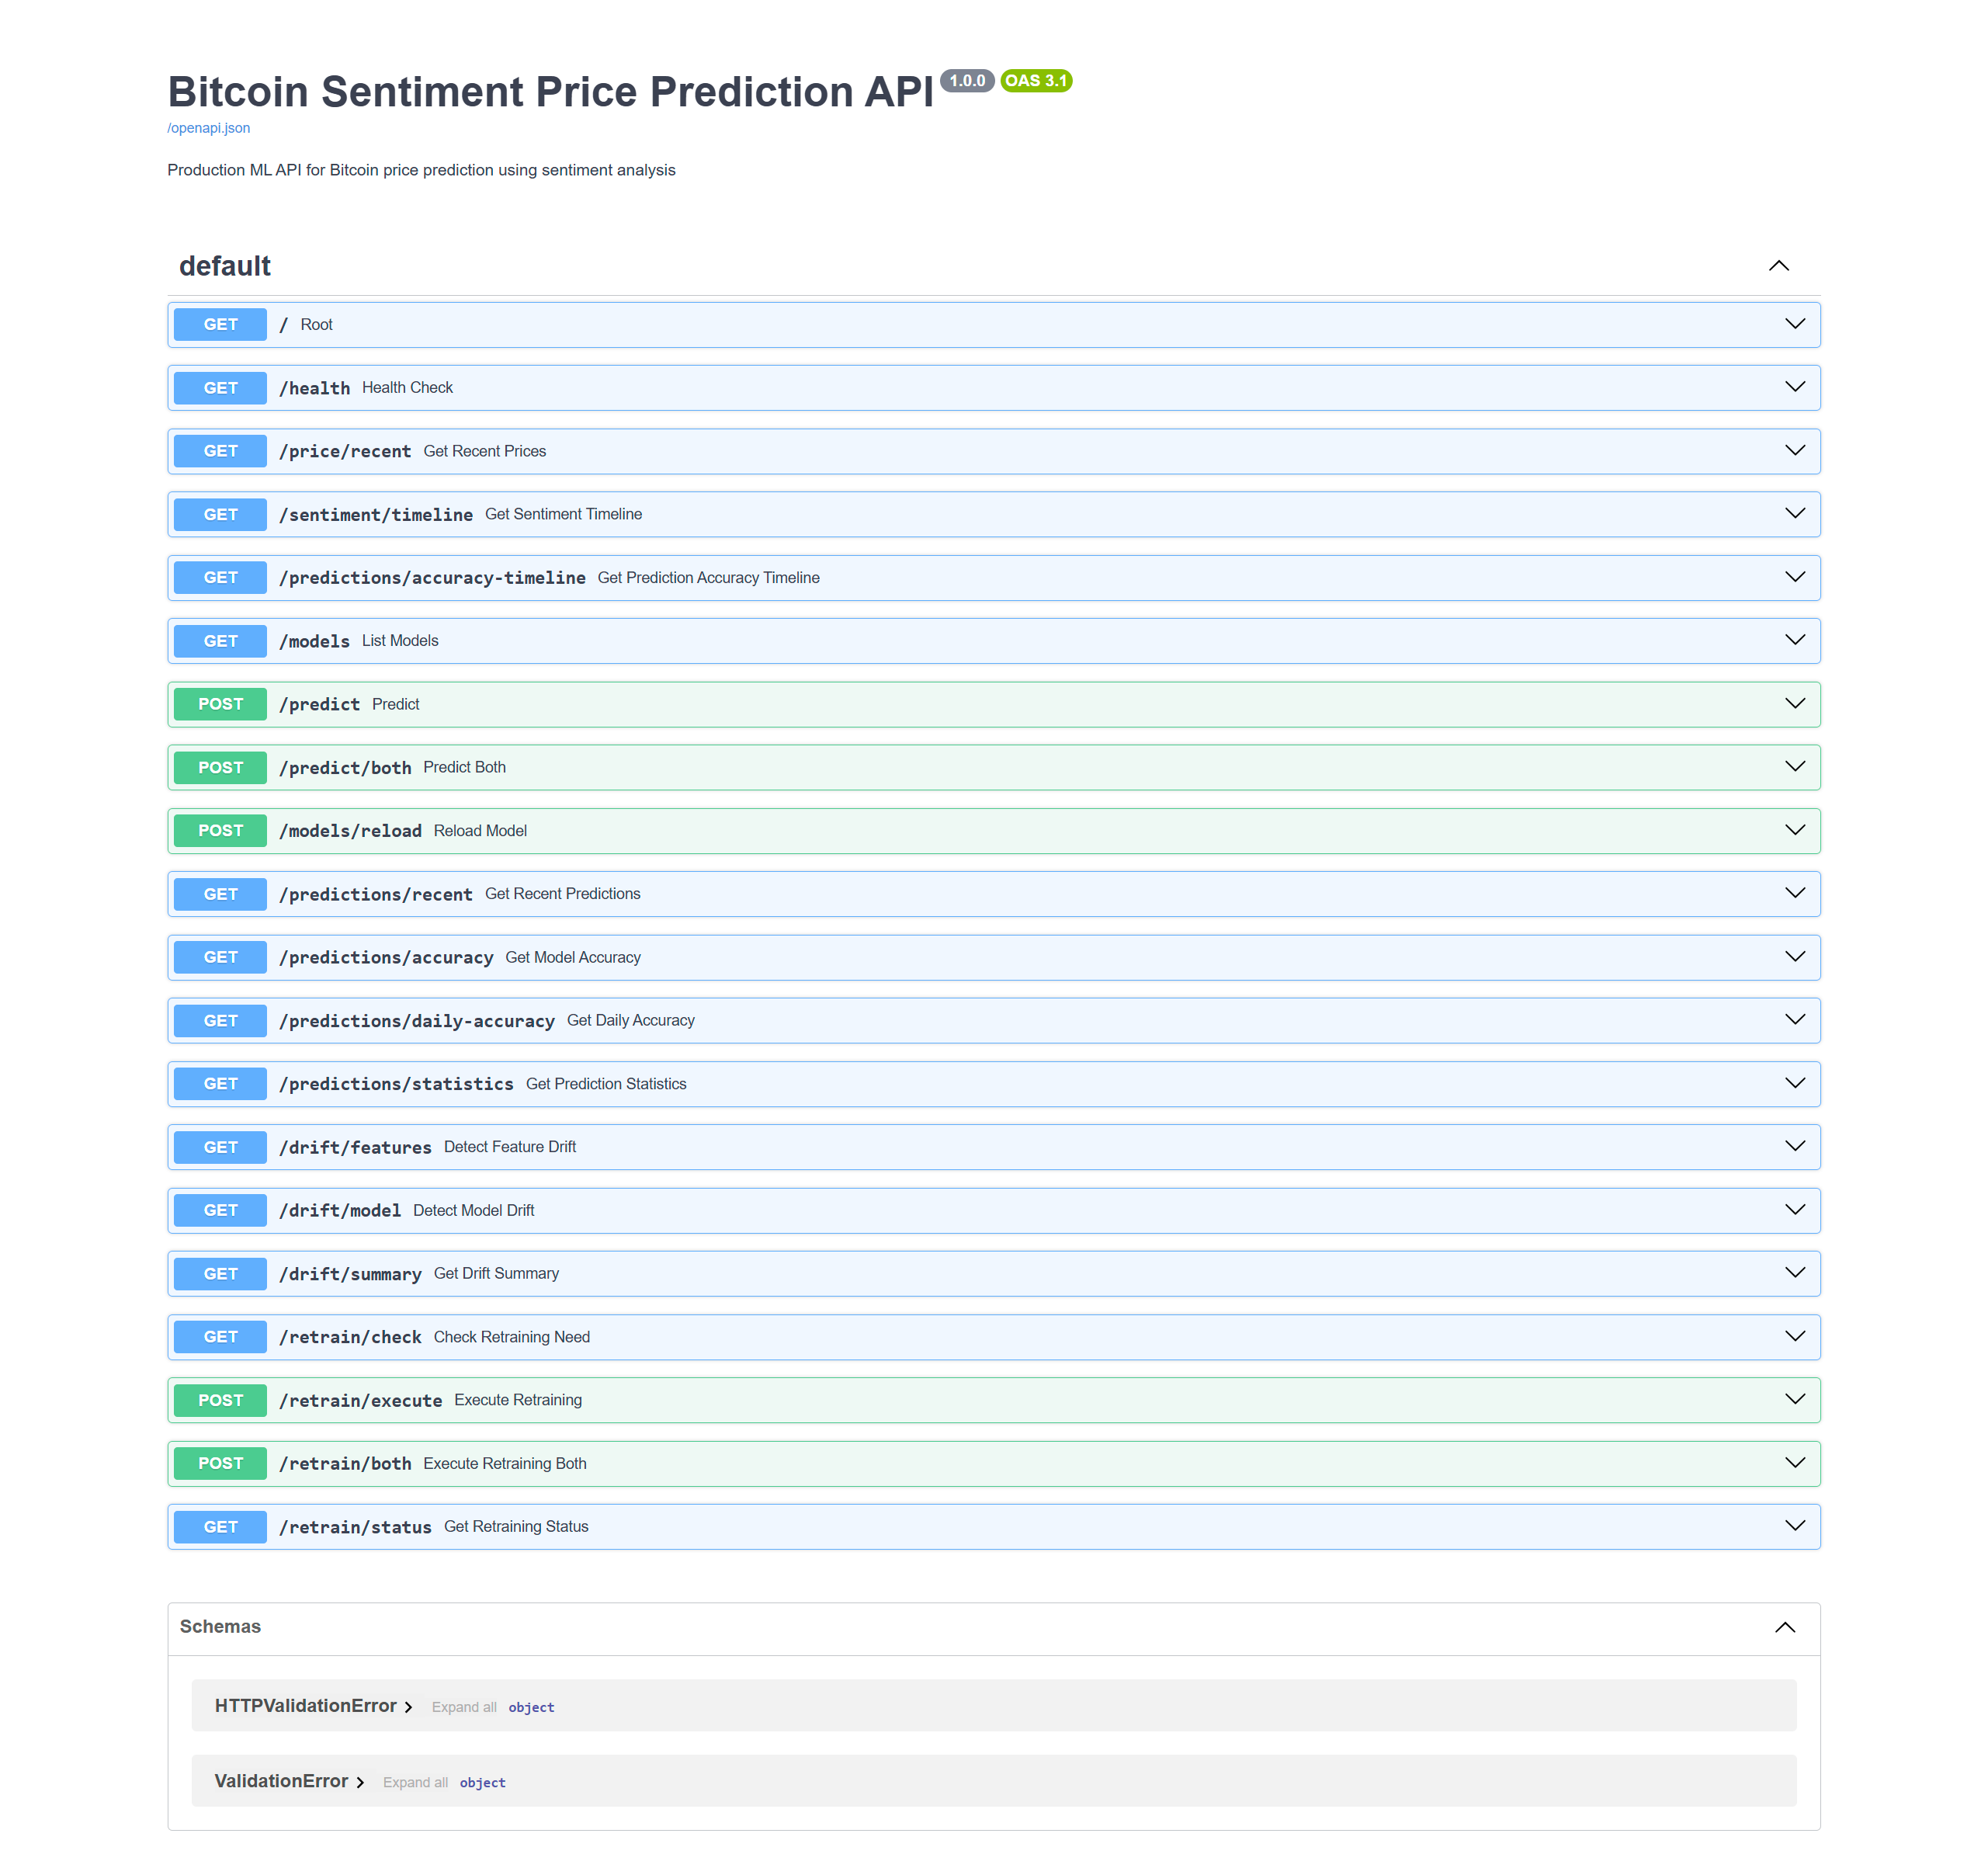 Bitcoin Sentiment Price Prediction API 1.0.0 OAS 3.1
/openapi.json
Production ML API for Bitcoin price prediction using sentiment analysis
default
GET / Root
GET /health Health Check
GET /price/recent Get Recent Prices
GET /sentiment/timeline Get Sentiment Timeline
GET /predictions/accuracy-timeline Get Prediction Accuracy Timeline
GET /models List Models
POST /predict Predict
POST /predict/both Predict Both
POST /models/reload Reload Model
GET /predictions/recent Get Recent Predictions
GET /predictions/accuracy Get Model Accuracy
GET /predictions/daily-accuracy Get Daily Accuracy
GET /predictions/statistics Get Prediction Statistics
GET /drift/features Detect Feature Drift
GET /drift/model Detect Model Drift
GET /drift/summary Get Drift Summary
GET /retrain/check Check Retraining Need
POST /retrain/execute Execute Retraining
POST /retrain/both Execute Retraining Both
GET /retrain/status Get Retraining Status
Schemas
HTTPValidationError Expand all object
ValidationError Expand all object